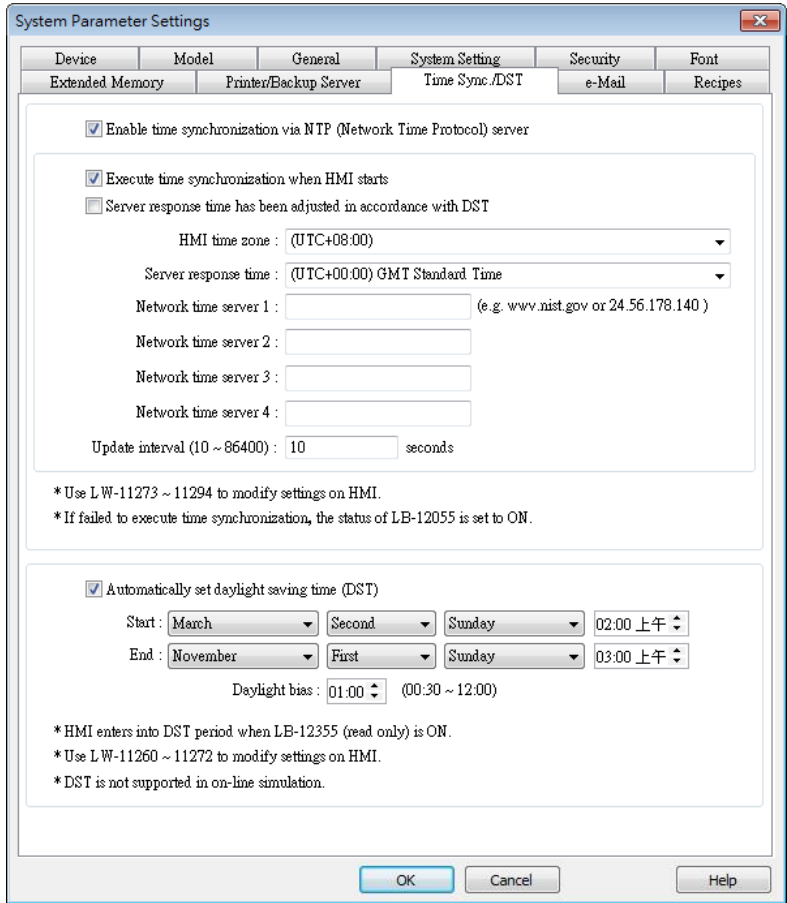 System Parameter Settings
Device Model General System Setting Security Font
Extended Memory Printer/Backup Server Time Sync./DST e-Mail Recipes
Enable time synchronization via NTP (Network Time Protocol) server
Execute time synchronization when HMI starts
Server response time has been adjusted in accordance with DST
HMI time zone : (UTC+08:00)
Server response time : (UTC+00:00) GMT Standard Time
Network time server 1 : (e.g. wwv.nist.gov or 24.56.178.140 )
Network time server 2 :
Network time server 3 :
Network time server 4 :
Update interval (10 ~ 86400) : 10 seconds
* Use LW-11273 ~ 11294 to modify settings on HMI.
* If failed to execute time synchronization, the status of LB-12055 is set to ON.
Automatically set daylight saving time (DST)
Start : March Second Sunday 02:00 上午
End : November First Sunday 03:00 上午
Daylight bias : 01:00 (00:30 ~ 12:00)
* HMI enters into DST period when LB-12355 (read only) is ON.
* Use LW-11260 ~ 11272 to modify settings on HMI.
* DST is not supported in on-line simulation.
OK Cancel Help